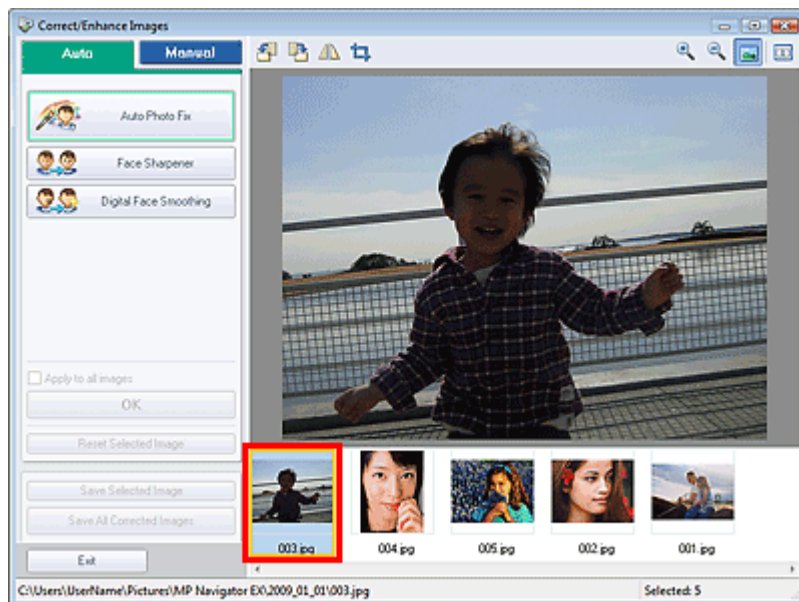 Correct/Enhance Images
Auto
Manual
Auto Photo Fix
Face Sharpener
Digital Face Smoothing
Apply to all images
OK
Reset Selected Image
Save Selected Image
Save All Corrected Images
Exit
003.jpg
004.jpg
005.jpg
002.jpg
001.jpg
C:\Users\UserName\Pictures\MP Navigator EX\2009_01_01\003.jpg
Selected: 5